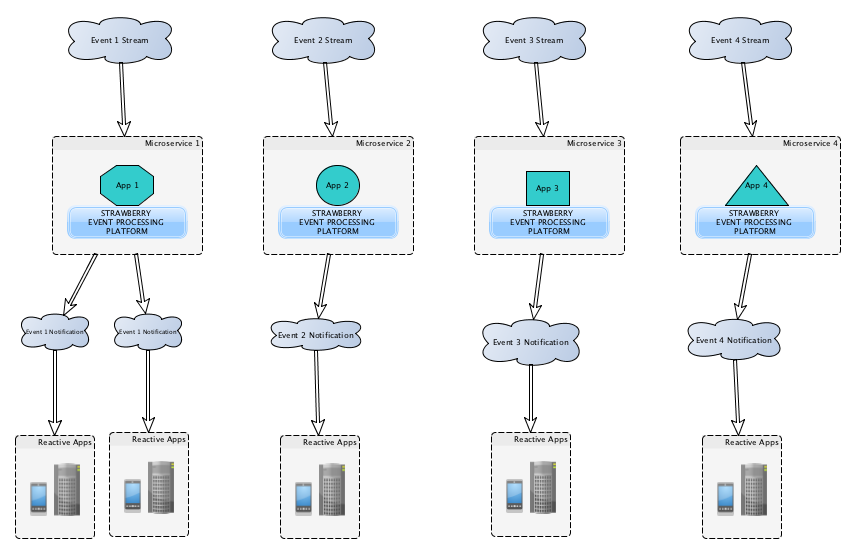 Event 1 Stream
Event 2 Stream
Event 3 Stream
Event 4 Stream
Microservice 1
Microservice 2
Microservice 3
Microservice 4
App 1
App 2
App 3
App 4
STRAWBERRY
EVENT PROCESSING
PLATFORM
STRAWBERRY
EVENT PROCESSING
PLATFORM
STRAWBERRY
EVENT PROCESSING
PLATFORM
STRAWBERRY
EVENT PROCESSING
PLATFORM
Event 1 Notification
Event 1 Notification
Event 2 Notification
Event 3 Notification
Event 4 Notification
Reactive Apps
Reactive Apps
Reactive Apps
Reactive Apps
Reactive Apps